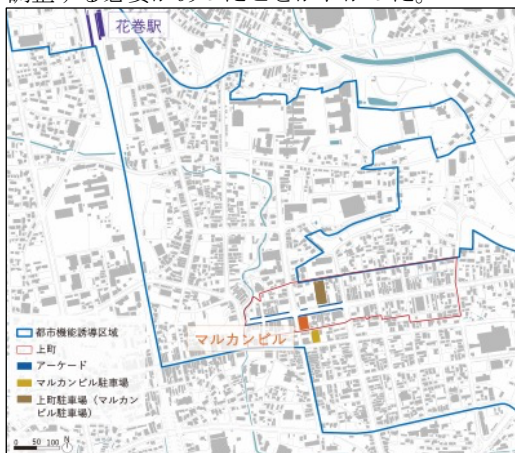 花巻駅
マルカンビル
都市機能誘導区域
上町
アーケード
マルカンビル駐車場
上町駐車場（マルカン
ビル駐車場）
0 50 100 N